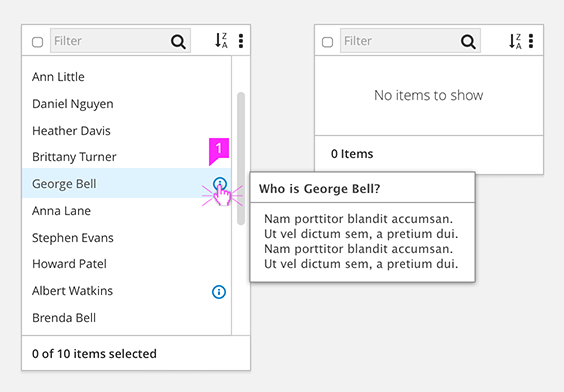 Filter
Z
A
Ann Little
Daniel Nguyen
Heather Davis
Brittany Turner
1
George Bell
Anna Lane
Stephen Evans
Howard Patel
Albert Watkins
Brenda Bell
0 of 10 items selected
Who is George Bell?
Nam porttitor blandit accumsan.
Ut vel dictum sem, a pretium dui.
Nam porttitor blandit accumsan.
Ut vel dictum sem, a pretium dui.
Filter
Z
A
No items to show
0 Items